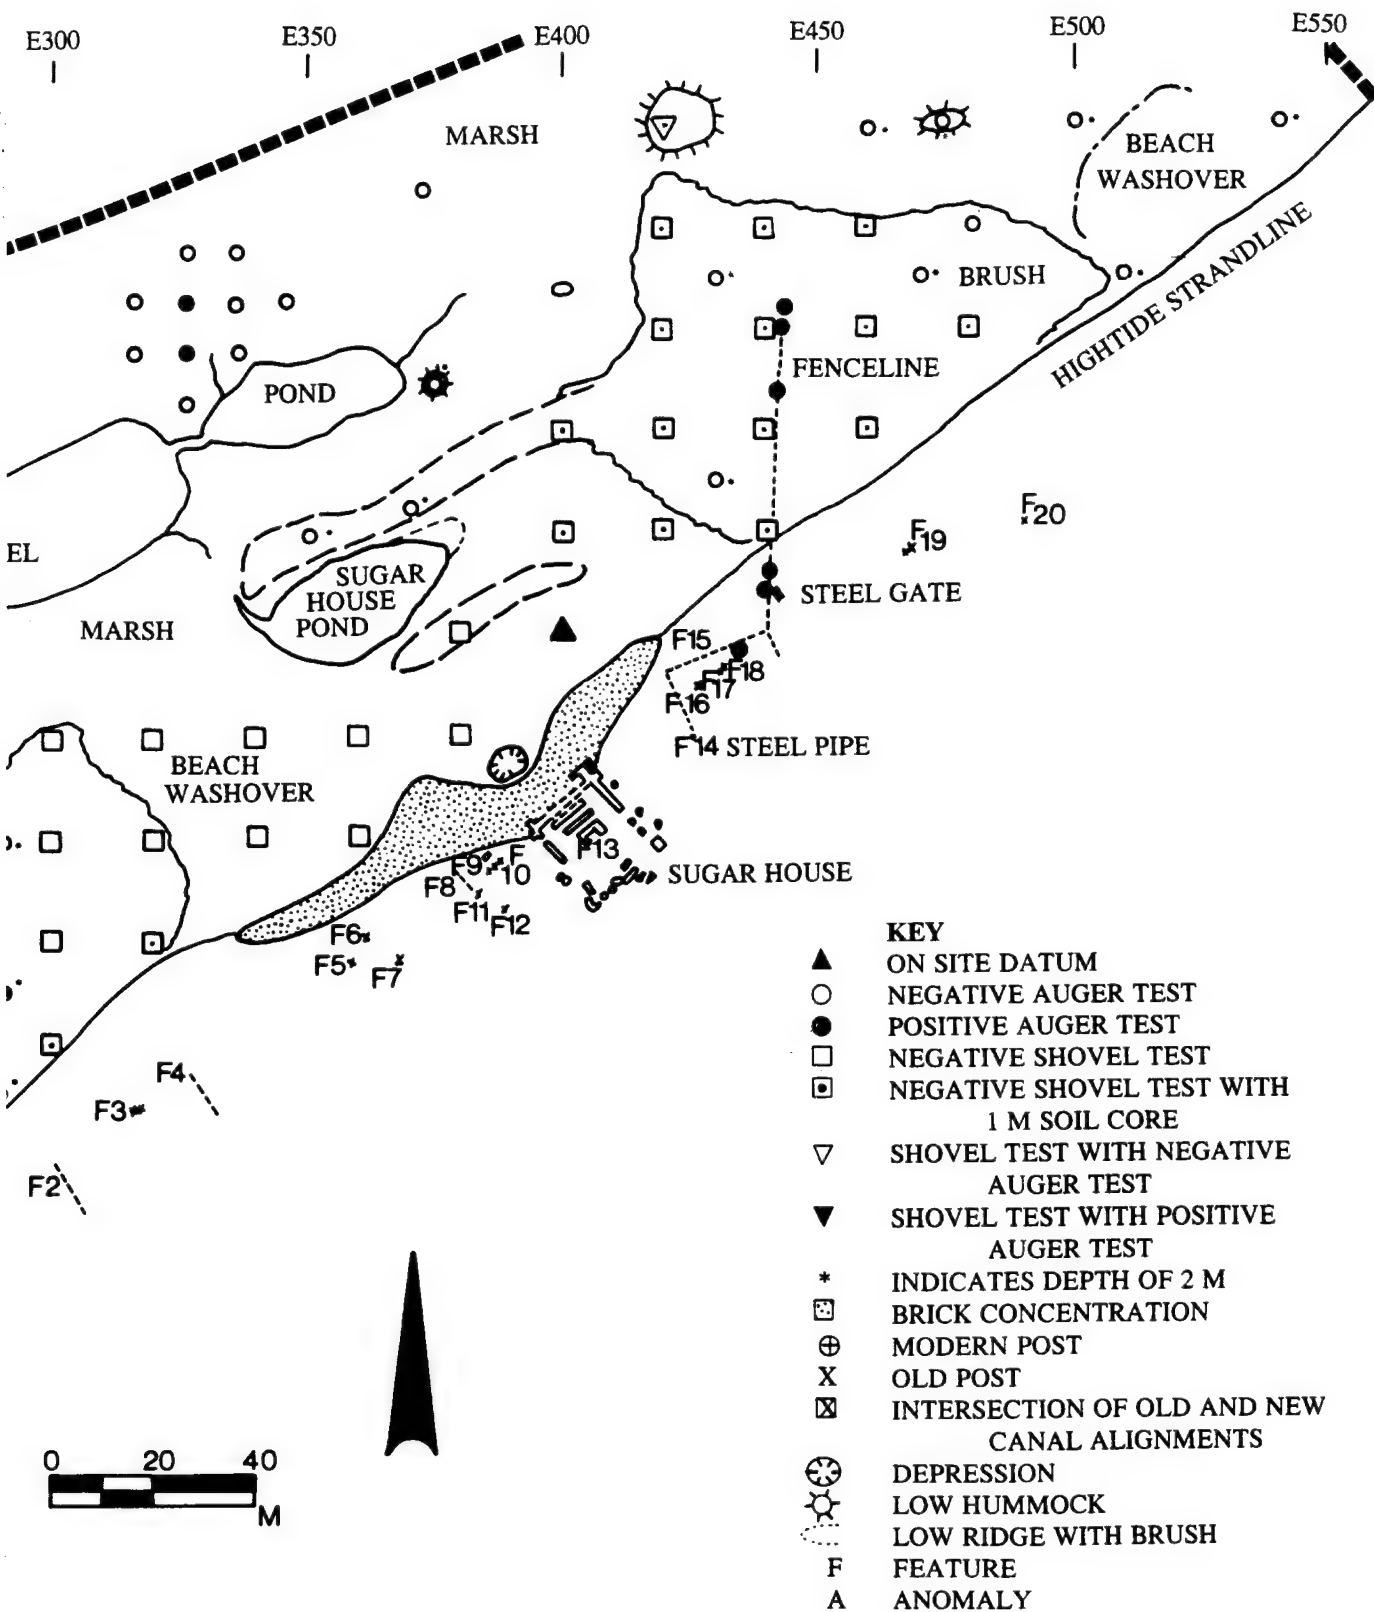 E300 E350 E400 E450 E500 E550
MARSH
BEACH
WASHOVER
HIGHTIDE STRANDLINE
BRUSH
FENCELINE
POND
F20
F19
EL
SUGAR
HOUSE
POND
STEEL GATE
MARSH
F15
F18
F17
F16
F14 STEEL PIPE
BEACH
WASHOVER
F13
F9 F
10
F8
SUGAR HOUSE
F11
F12
F6
F5
F7
F4
F3
F2
KEY
ON SITE DATUM
NEGATIVE AUGER TEST
POSITIVE AUGER TEST
NEGATIVE SHOVEL TEST
NEGATIVE SHOVEL TEST WITH
1 M SOIL CORE
SHOVEL TEST WITH NEGATIVE
AUGER TEST
SHOVEL TEST WITH POSITIVE
AUGER TEST
* INDICATES DEPTH OF 2 M
BRICK CONCENTRATION
MODERN POST
X OLD POST
X INTERSECTION OF OLD AND NEW
CANAL ALIGNMENTS
DEPRESSION
LOW HUMMOCK
LOW RIDGE WITH BRUSH
F FEATURE
A ANOMALY
0 20 40
M